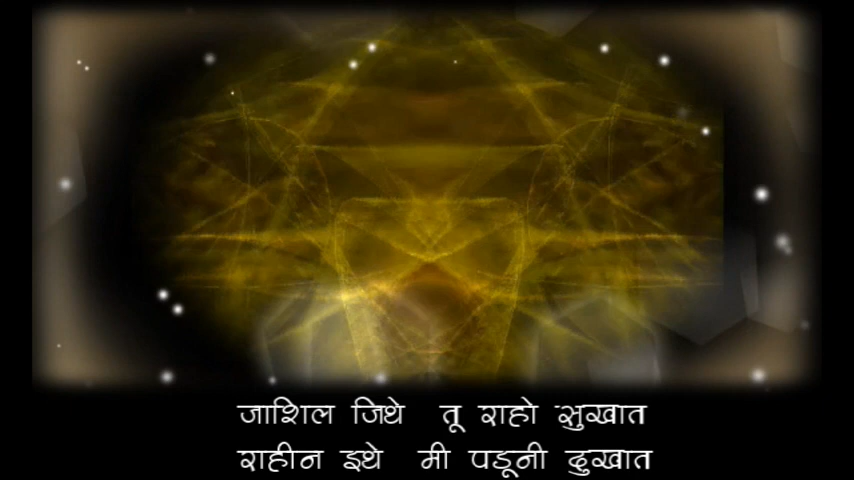 जाशिल जिथे तू राहो सुखात
राहीन इथे मी पडूनी दुखात